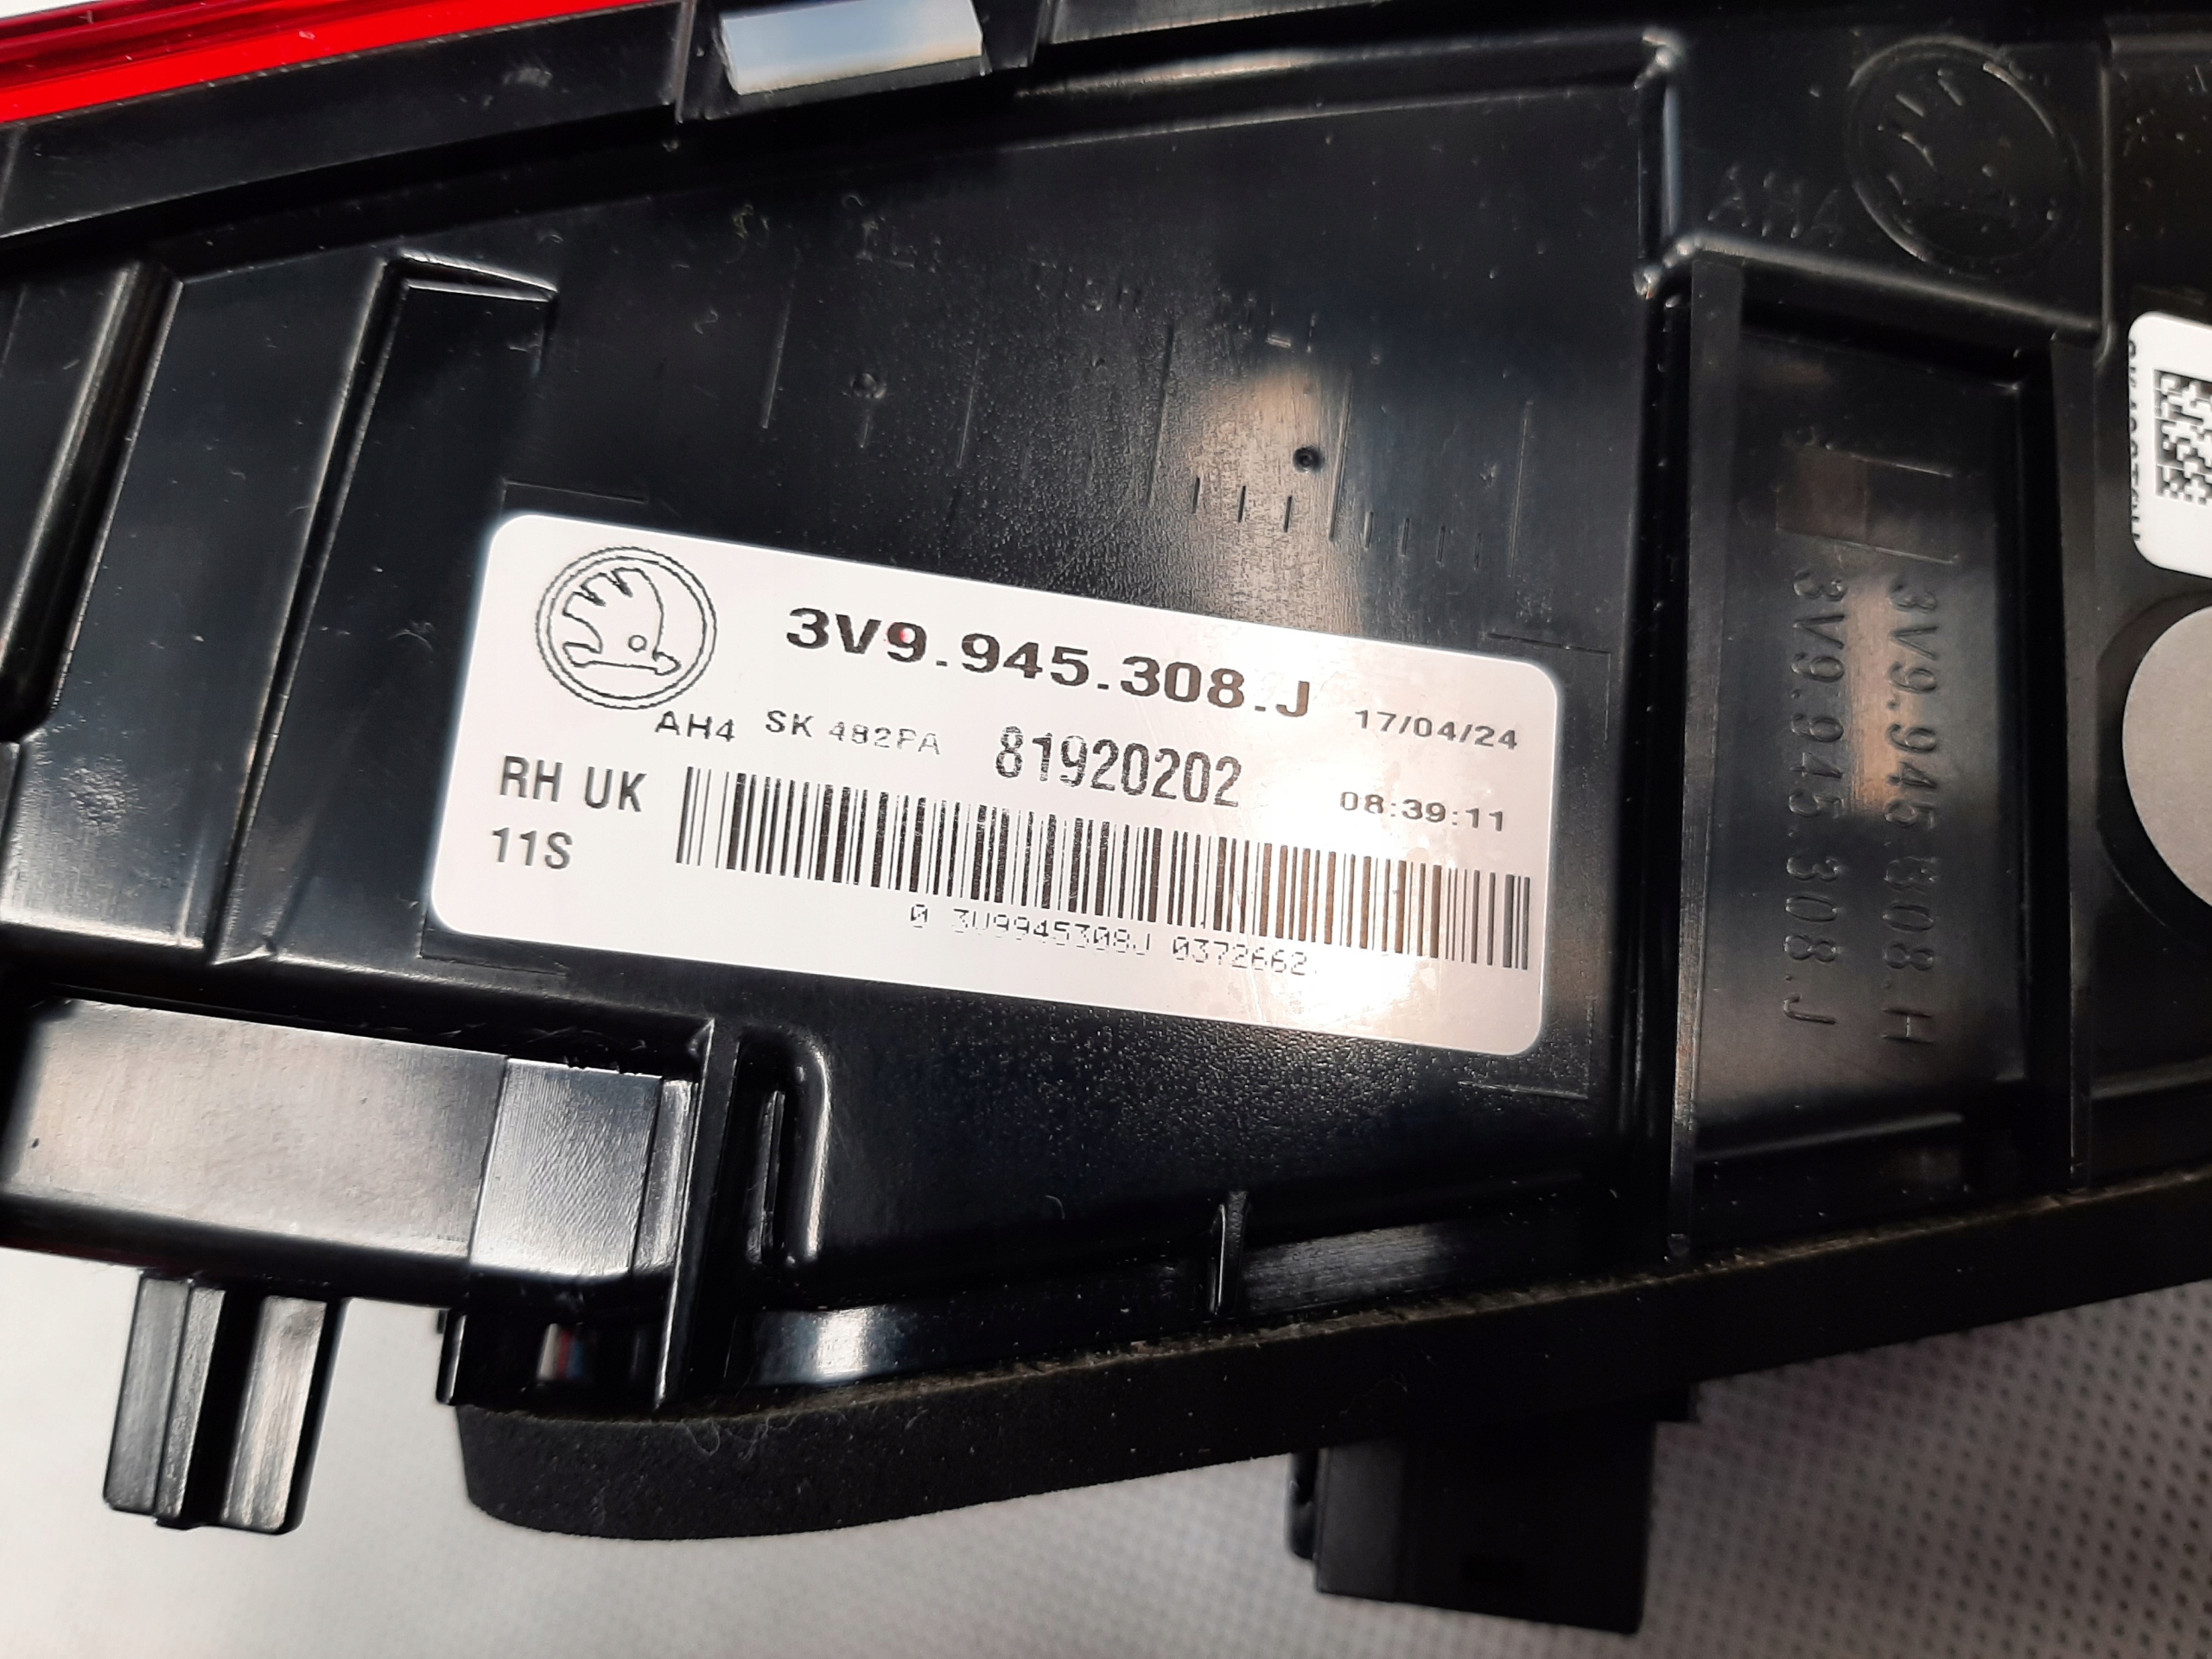 AH4
3V9.945.308.J
17/04/24
AH4 SK 482PA 81920202
08:39:11
RH UK
11S
0 3V9945308J 0372662
3V9.945.308.H
3V9.945.308.J